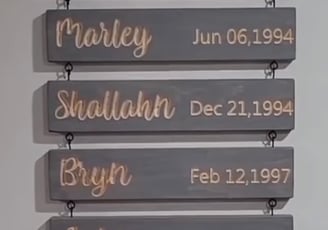 Marley Jun 06,1994
Shallahn Dec 21,1994
Bryn Feb 12,1997